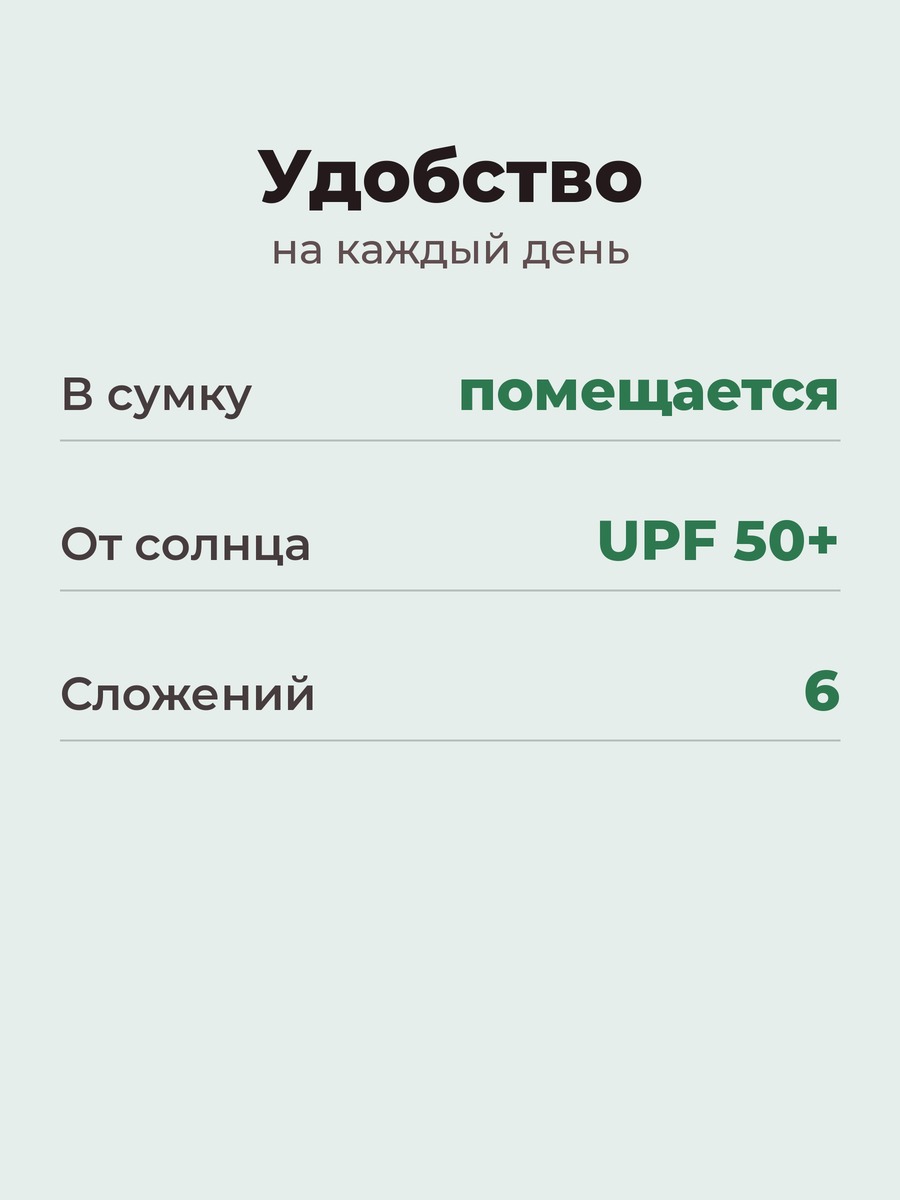 Удобство
на каждый день
В сумку помещается
От солнца UPF 50+
Сложений 6